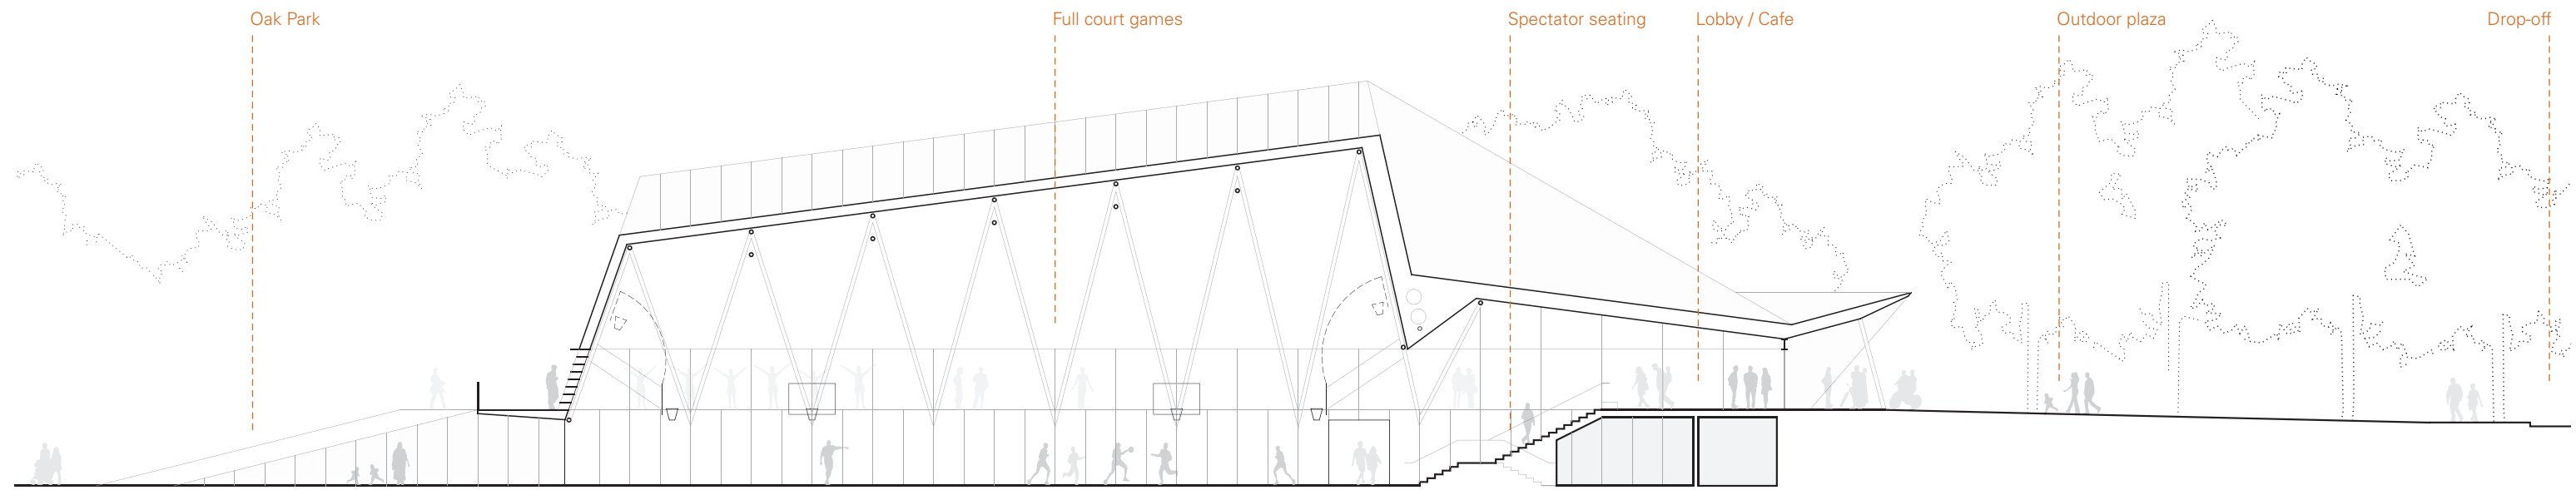 Oak Park
Full court games
Spectator seating
Lobby / Cafe
Outdoor plaza
Drop-off